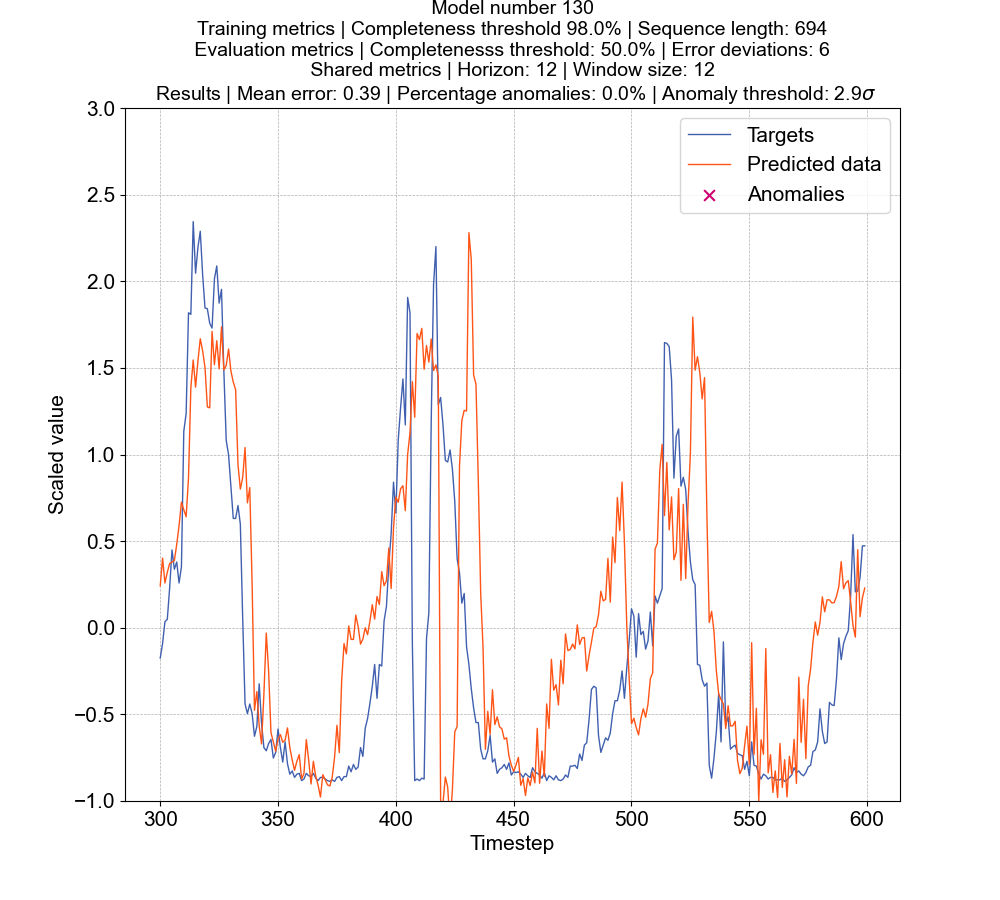 Model number 130
Training metrics | Completeness threshold 98.0% | Sequence length: 694
Evaluation metrics | Completenesss threshold: 50.0% | Error deviations: 6
Shared metrics | Horizon: 12 | Window size: 12
Results | Mean error: 0.39 | Percentage anomalies: 0.0% | Anomaly threshold: 2.9σ
3.0
2.5
2.0
1.5
1.0
0.5
0.0
−0.5
−1.0
Scaled value
Targets
Predicted data
Anomalies
300 350 400 450 500 550 600
Timestep